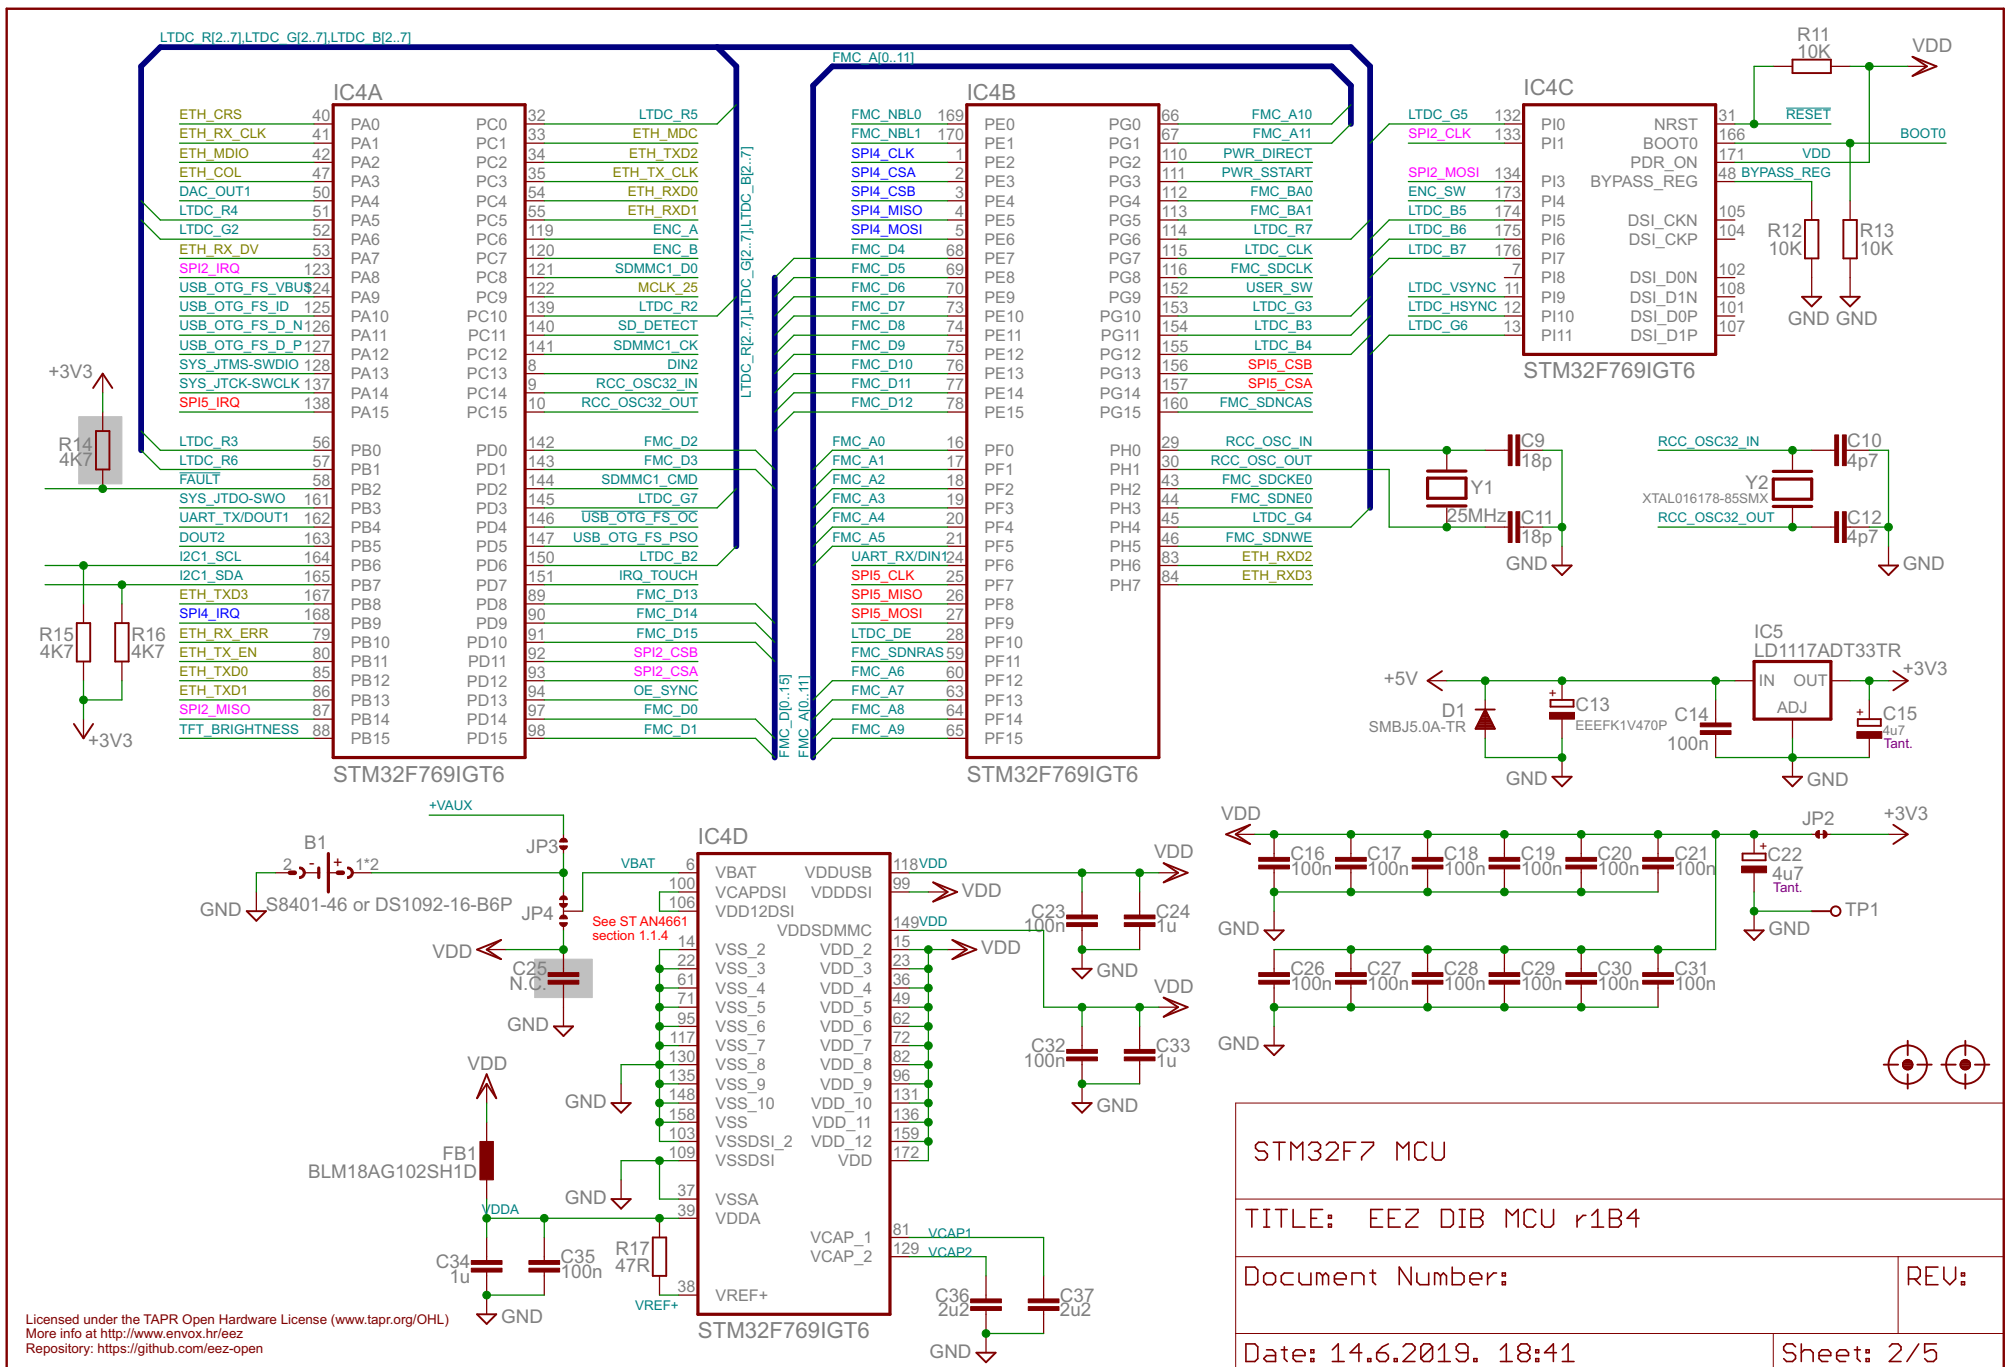 LTDC_R[2..7],LTDC_G[2..7],LTDC_B[2..7]
FMC_A[0..11]
LTDC_R[2..7],LTDC_G[2..7],LTDC_B[2..7]
FMC_D[0..15]
FMC_A[0..11]
IC4A
ETH_CRS 40 PA0 PC0 32 LTDC_R5
ETH_RX_CLK 41 PA1 PC1 33 ETH_MDC
ETH_MDIO 42 PA2 PC2 34 ETH_TXD2
ETH_COL 47 PA3 PC3 35 ETH_TX_CLK
DAC_OUT1 50 PA4 PC4 54 ETH_RXD0
LTDC_R4 51 PA5 PC5 55 ETH_RXD1
LTDC_G2 52 PA6 PC6 119 ENC_A
ETH_RX_DV 53 PA7 PC7 120 ENC_B
SPI2_IRQ 123 PA8 PC8 121 SDMMC1_D0
USB_OTG_FS_VBUS 124 PA9 PC9 122 MCLK_25
USB_OTG_FS_ID 125 PA10 PC10 139 LTDC_R2
USB_OTG_FS_D_N 126 PA11 PC11 140 SD_DETECT
USB_OTG_FS_D_P 127 PA12 PC12 141 SDMMC1_CK
SYS_JTMS-SWDIO 128 PA13 PC13 8 DIN2
SYS_JTCK-SWCLK 137 PA14 PC14 9 RCC_OSC32_IN
SPI5_IRQ 138 PA15 PC15 10 RCC_OSC32_OUT
LTDC_R3 56 PB0 PD0 142 FMC_D2
LTDC_R6 57 PB1 PD1 143 FMC_D3
FAULT 58 PB2 PD2 144 SDMMC1_CMD
SYS_JTDO-SWO 161 PB3 PD3 145 LTDC_G7
UART_TX/DOUT1 162 PB4 PD4 146 USB_OTG_FS_OC
DOUT2 163 PB5 PD5 147 USB_OTG_FS_PSO
I2C1_SCL 164 PB6 PD6 150 LTDC_B2
I2C1_SDA 165 PB7 PD7 151 IRQ_TOUCH
ETH_TXD3 167 PB8 PD8 89 FMC_D13
SPI4_IRQ 168 PB9 PD9 90 FMC_D14
ETH_RX_ERR 79 PB10 PD10 91 FMC_D15
ETH_TX_EN 80 PB11 PD11 92 SPI2_CSB
ETH_TXD0 85 PB12 PD12 93 SPI2_CSA
ETH_TXD1 86 PB13 PD13 94 OE_SYNC
SPI2_MISO 87 PB14 PD14 97 FMC_D0
TFT_BRIGHTNESS 88 PB15 PD15 98 FMC_D1
STM32F769IGT6
+3V3
R14
4K7
R15
4K7
R16
4K7
+3V3
IC4B
FMC_NBL0 169 PE0 PG0 66 FMC_A10
FMC_NBL1 170 PE1 PG1 67 FMC_A11
SPI4_CLK 1 PE2 PG2 110 PWR_DIRECT
SPI4_CSA 2 PE3 PG3 111 PWR_SSTART
SPI4_CSB 3 PE4 PG4 112 FMC_BA0
SPI4_MISO 4 PE5 PG5 113 FMC_BA1
SPI4_MOSI 5 PE6 PG6 114 LTDC_R7
FMC_D4 68 PE7 PG7 115 LTDC_CLK
FMC_D5 69 PE8 PG8 116 FMC_SDCLK
FMC_D6 70 PE9 PG9 152 USER_SW
FMC_D7 73 PE10 PG10 153 LTDC_G3
FMC_D8 74 PE11 PG11 154 LTDC_B3
FMC_D9 75 PE12 PG12 155 LTDC_B4
FMC_D10 76 PE13 PG13 156 SPI5_CSB
FMC_D11 77 PE14 PG14 157 SPI5_CSA
FMC_D12 78 PE15 PG15 160 FMC_SDNCAS
FMC_A0 16 PF0 PH0 29 RCC_OSC_IN
FMC_A1 17 PF1 PH1 30 RCC_OSC_OUT
FMC_A2 18 PF2 PH2 43 FMC_SDCKE0
FMC_A3 19 PF3 PH3 44 FMC_SDNE0
FMC_A4 20 PF4 PH4 45 LTDC_G4
FMC_A5 21 PF5 PH5 46 FMC_SDNWE
UART_RX/DIN1 24 PF6 PH6 83 ETH_RXD2
SPI5_CLK 25 PF7 PH7 84 ETH_RXD3
SPI5_MISO 26 PF8
SPI5_MOSI 27 PF9
LTDC_DE 28 PF10
FMC_SDNRAS 59 PF11
FMC_A6 60 PF12
FMC_A7 63 PF13
FMC_A8 64 PF14
FMC_A9 65 PF15
STM32F769IGT6
IC4C
LTDC_G5 132 PI0 NRST 31 RESET
SPI2_CLK 133 PI1 BOOT0 166 BOOT0
PDR_ON 171 VDD
SPI2_MOSI 134 PI3 BYPASS_REG 48 BYPASS_REG
ENC_SW 173 PI4
LTDC_B5 174 PI5 DSI_CKN 105
LTDC_B6 175 PI6 DSI_CKP 104
LTDC_B7 176 PI7
7 PI8 DSI_D0N 102
LTDC_VSYNC 11 PI9 DSI_D1N 108
LTDC_HSYNC 12 PI10 DSI_D0P 101
LTDC_G6 13 PI11 DSI_D1P 107
STM32F769IGT6
R11
10K
VDD
R12
10K
R13
10K
GND GND
C9
18p
Y1
25MHz
C11
18p
GND
RCC_OSC32_IN
C10
4p7
Y2
XTAL016178-85SMX
RCC_OSC32_OUT
C12
4p7
GND
IC5
LD1117ADT33TR
+5V
IN OUT
ADJ
+3V3
D1
SMBJ5.0A-TR
+ C13
EEEFK1V470P
C14
100n
+ C15
4u7
Tant.
GND
GND
+VAUX
B1
2 - + 1*2
GND
S8401-46 or DS1092-16-B6P
JP3
JP4
VBAT
VDD
C25
N.C.
GND
See ST AN4661
section 1.1.4
IC4D
6 VBAT VDDUSB 118 VDD
100 VCAPDSI VDDDSI 99 VDD
106 VDD12DSI
VDDSDMMC 149 VDD
14 VSS_2 VDD_2 15 VDD
22 VSS_3 VDD_3 23
61 VSS_4 VDD_4 36
71 VSS_5 VDD_5 49
95 VSS_6 VDD_6 62
117 VSS_7 VDD_7 72
130 VSS_8 VDD_8 82
135 VSS_9 VDD_9 96
148 VSS_10 VDD_10 131
158 VSS VDD_11 136
103 VSSDSI_2 VDD_12 159
109 VSSDSI VDD 172
37 VSSA
39 VDDA
VCAP_1 81 VCAP1
VCAP_2 129 VCAP2
38 VREF+
VREF+
STM32F769IGT6
GND
GND
VDD
FB1
BLM18AG102SH1D
VDDA
C34
1u
C35
100n
R17
47R
GND
VDD
C23
100n
C24
1u
GND
VDD
C32
100n
C33
1u
GND
C36
2u2
C37
2u2
GND
VDD
JP2
+3V3
C16
100n
C17
100n
C18
100n
C19
100n
C20
100n
C21
100n
+ C22
4u7
Tant.
GND
TP1
GND
C26
100n
C27
100n
C28
100n
C29
100n
C30
100n
C31
100n
GND
STM32F7 MCU
TITLE: EEZ DIB MCU r1B4
Document Number:
REV:
Date: 14.6.2019. 18:41
Sheet: 2/5
Licensed under the TAPR Open Hardware License (www.tapr.org/OHL)
More info at http://www.envox.hr/eez
Repository: https://github.com/eez-open